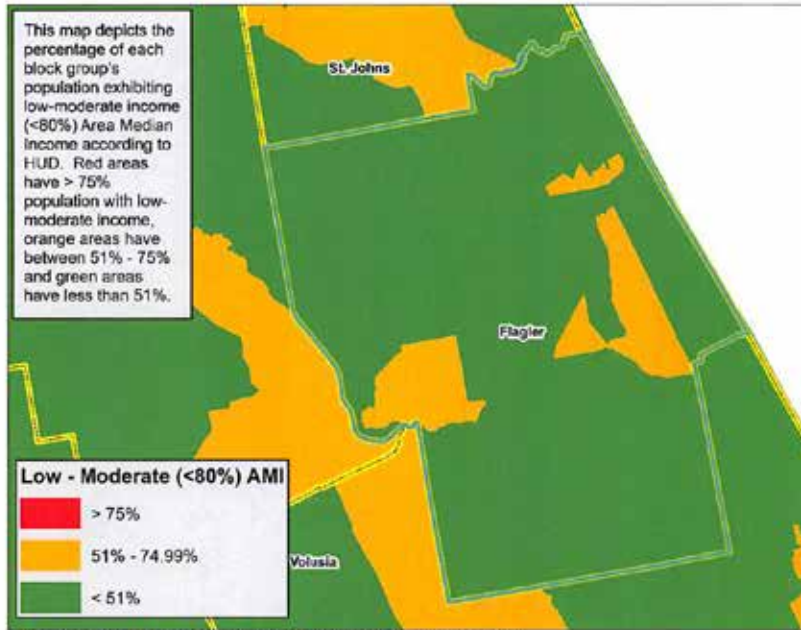 This map depicts the
percentage of each
block group's
population exhibiting
low-moderate income
(<80%) Area Median
Income according to
HUD. Red areas
have > 75%
population with low-
moderate income,
orange areas have
between 51% - 75%
and green areas
have less than 51%.
St. Johns
Flagler
Low - Moderate (<80%) AMI
> 75%
51% - 74.99%
< 51%
Volusia